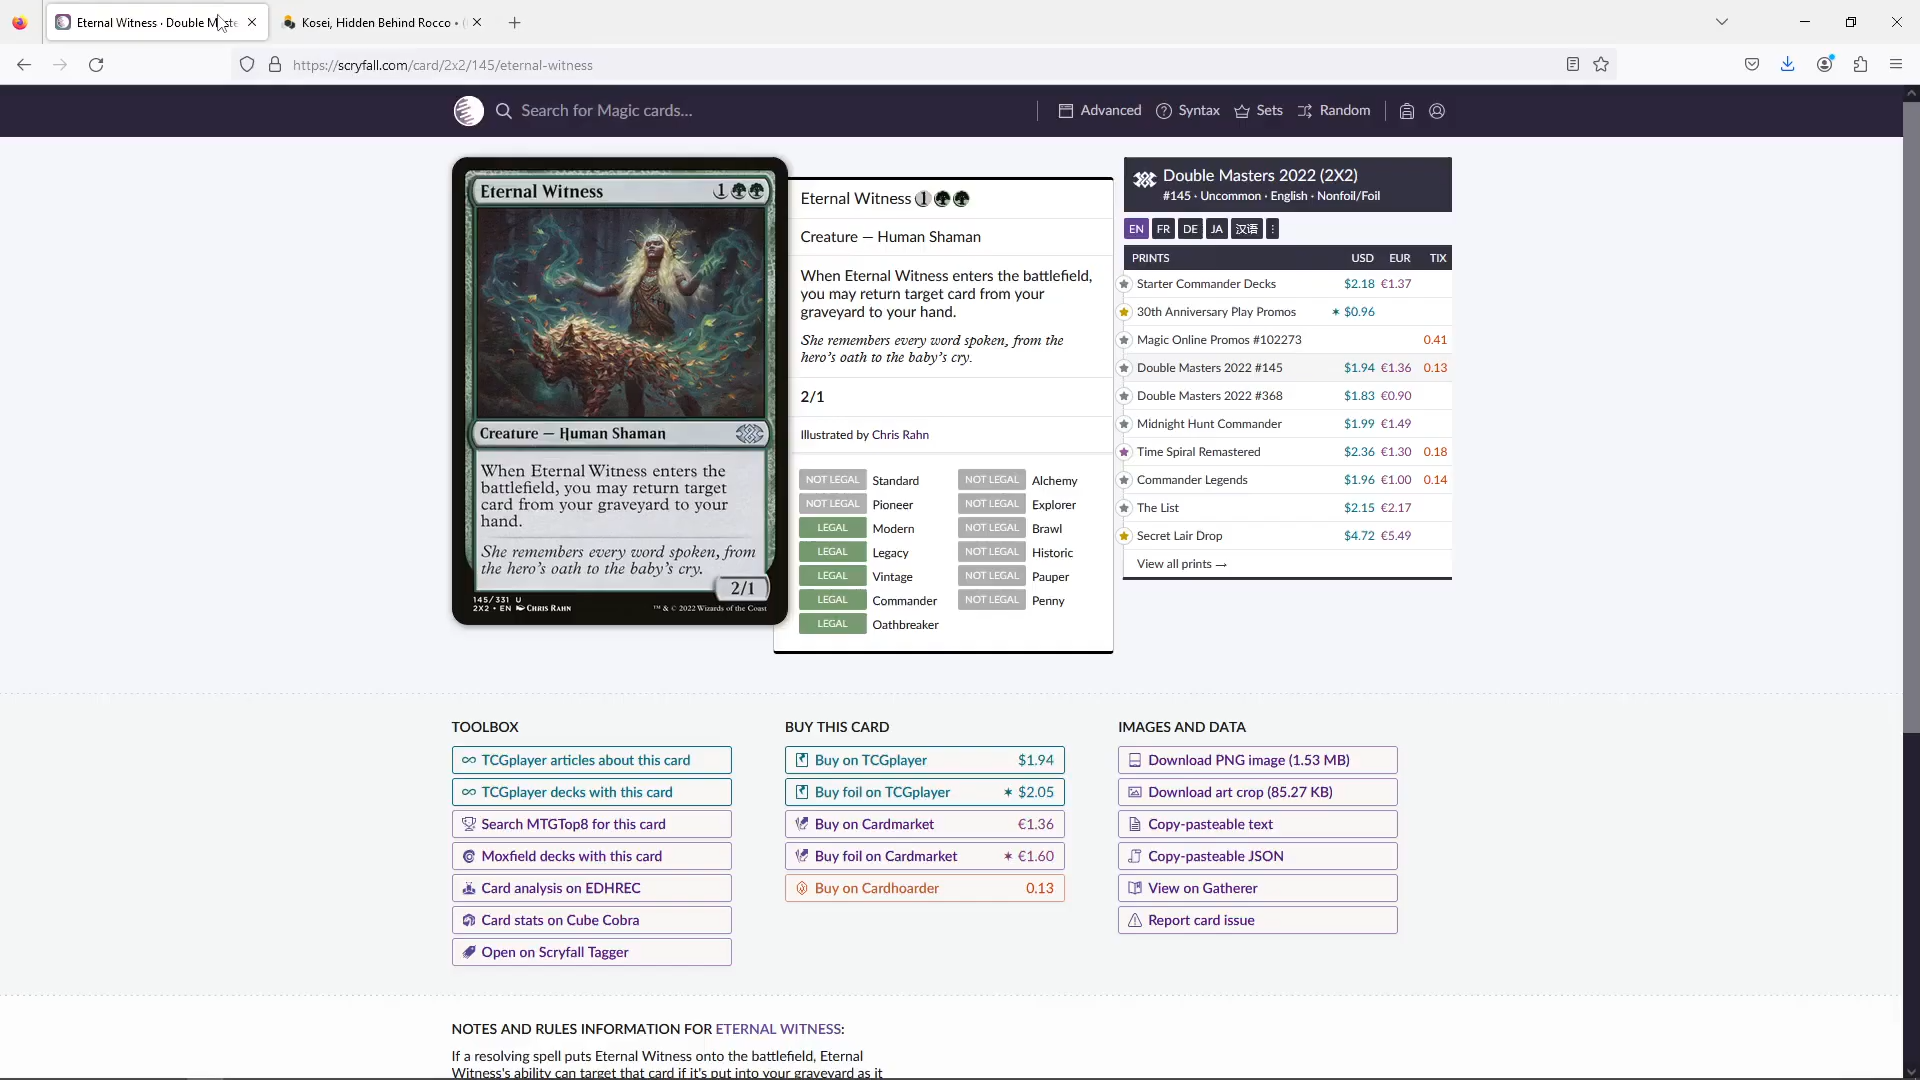 Eternal Witness · Double Maste
Kosei, Hidden Behind Rocco • (
https://scryfall.com/card/2x2/145/eternal-witness
Search for Magic cards...
Advanced
Syntax
Sets
Random
Eternal Witness 1
Creature — Human Shaman
When Eternal Witness enters the
battlefield, you may return target
card from your graveyard to your
hand.
She remembers every word spoken, from
the hero's oath to the baby's cry.
2/1
145/331 U
2X2 • EN Chris Rahn
™ & © 2022 Wizards of the Coast
Eternal Witness 1
Creature — Human Shaman
When Eternal Witness enters the battlefield,
you may return target card from your
graveyard to your hand.
She remembers every word spoken, from the
hero's oath to the baby's cry.
2/1
Illustrated by Chris Rahn
NOT LEGAL Standard NOT LEGAL Alchemy
NOT LEGAL Pioneer NOT LEGAL Explorer
LEGAL Modern NOT LEGAL Brawl
LEGAL Legacy NOT LEGAL Historic
LEGAL Vintage NOT LEGAL Pauper
LEGAL Commander NOT LEGAL Penny
LEGAL Oathbreaker
Double Masters 2022 (2X2)
#145 · Uncommon · English · Nonfoil/Foil
EN FR DE JA 汉语
PRINTS USD EUR TIX
Starter Commander Decks $2.18 €1.37
30th Anniversary Play Promos $0.96
Magic Online Promos #102273 0.41
Double Masters 2022 #145 $1.94 €1.36 0.13
Double Masters 2022 #368 $1.83 €0.90
Midnight Hunt Commander $1.99 €1.49
Time Spiral Remastered $2.36 €1.30 0.18
Commander Legends $1.96 €1.00 0.14
The List $2.15 €2.17
Secret Lair Drop $4.72 €5.49
View all prints →
TOOLBOX
TCGplayer articles about this card
TCGplayer decks with this card
Search MTGTop8 for this card
Moxfield decks with this card
Card analysis on EDHREC
Card stats on Cube Cobra
Open on Scryfall Tagger
BUY THIS CARD
Buy on TCGplayer $1.94
Buy foil on TCGplayer $2.05
Buy on Cardmarket €1.36
Buy foil on Cardmarket €1.60
Buy on Cardhoarder 0.13
IMAGES AND DATA
Download PNG image (1.53 MB)
Download art crop (85.27 KB)
Copy-pasteable text
Copy-pasteable JSON
View on Gatherer
Report card issue
NOTES AND RULES INFORMATION FOR ETERNAL WITNESS:
If a resolving spell puts Eternal Witness onto the battlefield, Eternal
Witness's ability can target that card if it's put into your graveyard as it